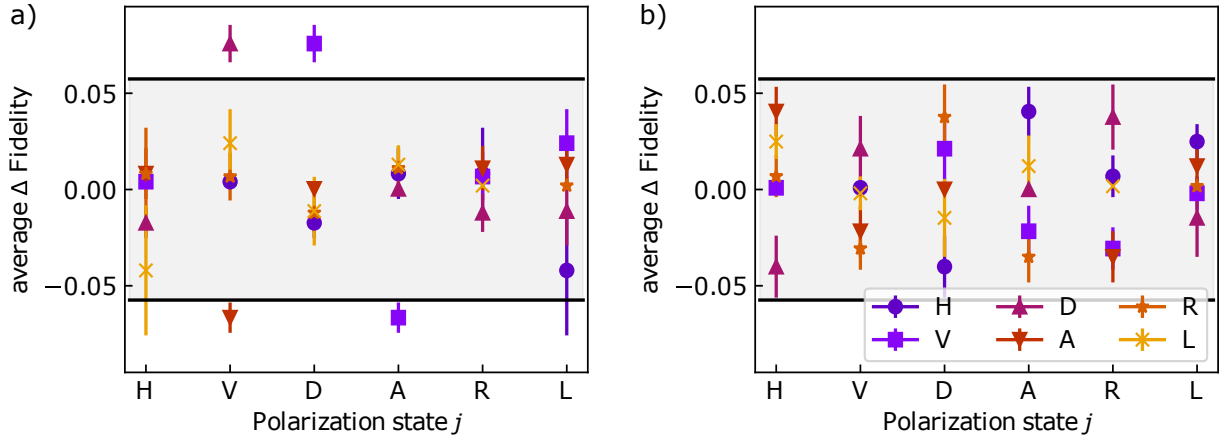 a)
average Δ Fidelity
0.05
0.00
−0.05
H V D A R L
Polarization state j
b)
average Δ Fidelity
0.05
0.00
−0.05
H D R
V A L
H V D A R L
Polarization state j